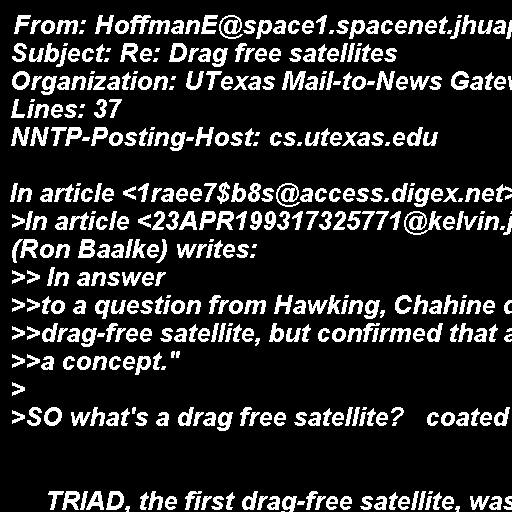 From: HoffmanE@space1.spacenet.jhuap
Subject: Re: Drag free satellites
Organization: UTexas Mail-to-News Gatew
Lines: 37
NNTP-Posting-Host: cs.utexas.edu
In article <1raee7$b8s@access.digex.net>
>In article <23APR199317325771@kelvin.j
(Ron Baalke) writes:
>> In answer
>>to a question from Hawking, Chahine d
>>drag-free satellite, but confirmed that a
>>a concept."
>
>SO what's a drag free satellite?   coated
TRIAD, the first drag-free satellite, was